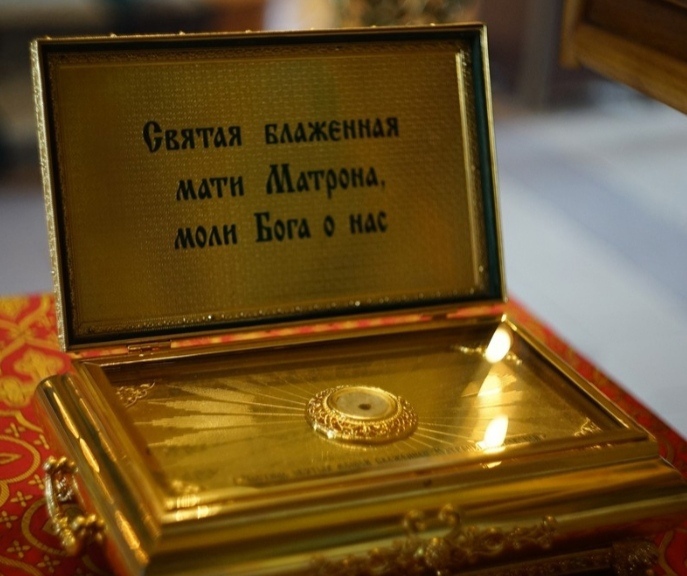 Святая блаженная
мати Матрона,
моли Бога о нас